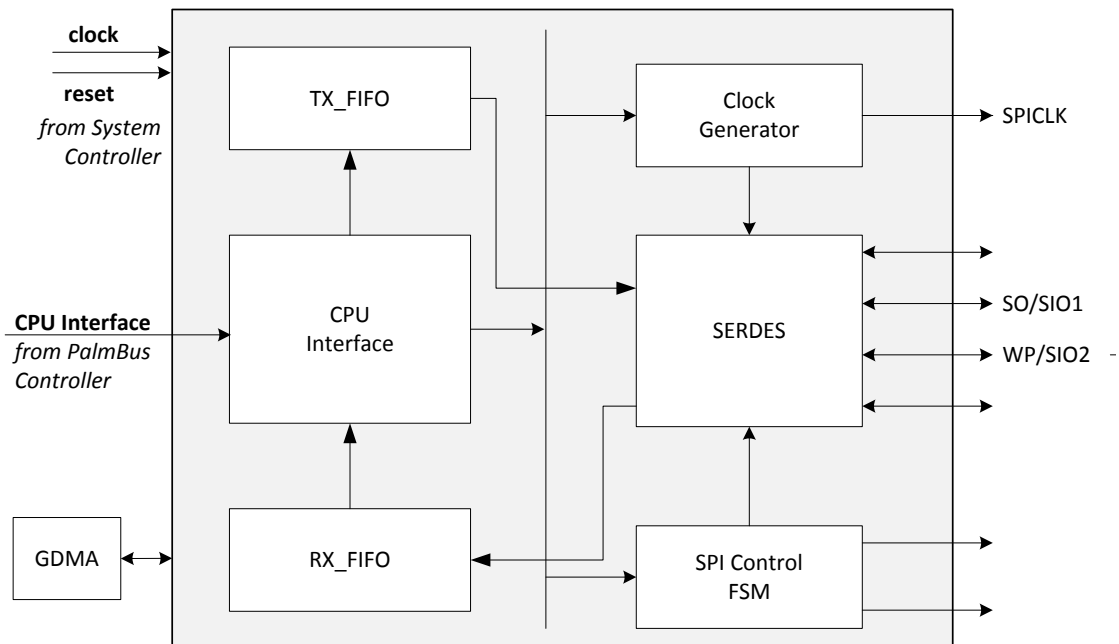 clock
reset
from System
Controller
TX_FIFO
Clock
Generator
SPICLK
CPU Interface
from PalmBus
Controller
CPU
Interface
SERDES
SO/SIO1
WP/SIO2
GDMA
RX_FIFO
SPI Control
FSM